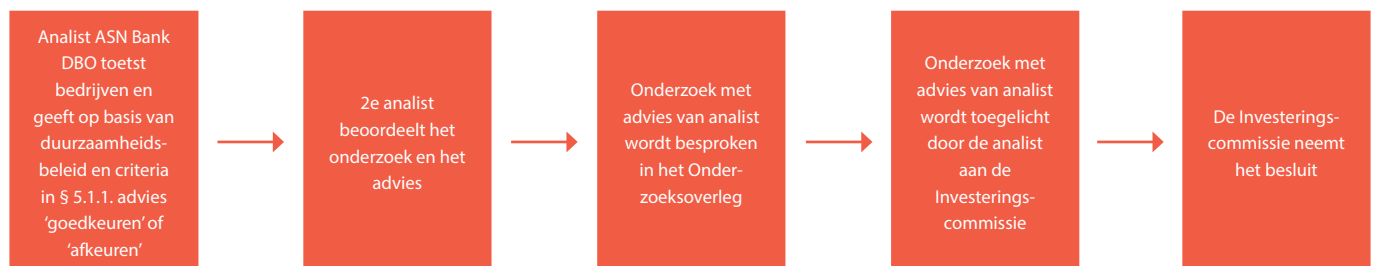 Analist ASN Bank
DBO toetst
bedrijven en
geeft op basis van
duurzaamheids-
beleid en criteria
in § 5.1.1. advies
‘goedkeuren’ of
‘afkeuren’
2e analist
beoordeelt het
onderzoek en het
advies
Onderzoek met
advies van analist
wordt besproken
in het Onder-
zoeksoverleg
Onderzoek met
advies van analist
wordt toegelicht
door de analist
aan de
Investerings-
commissie
De Investerings-
commissie neemt
het besluit